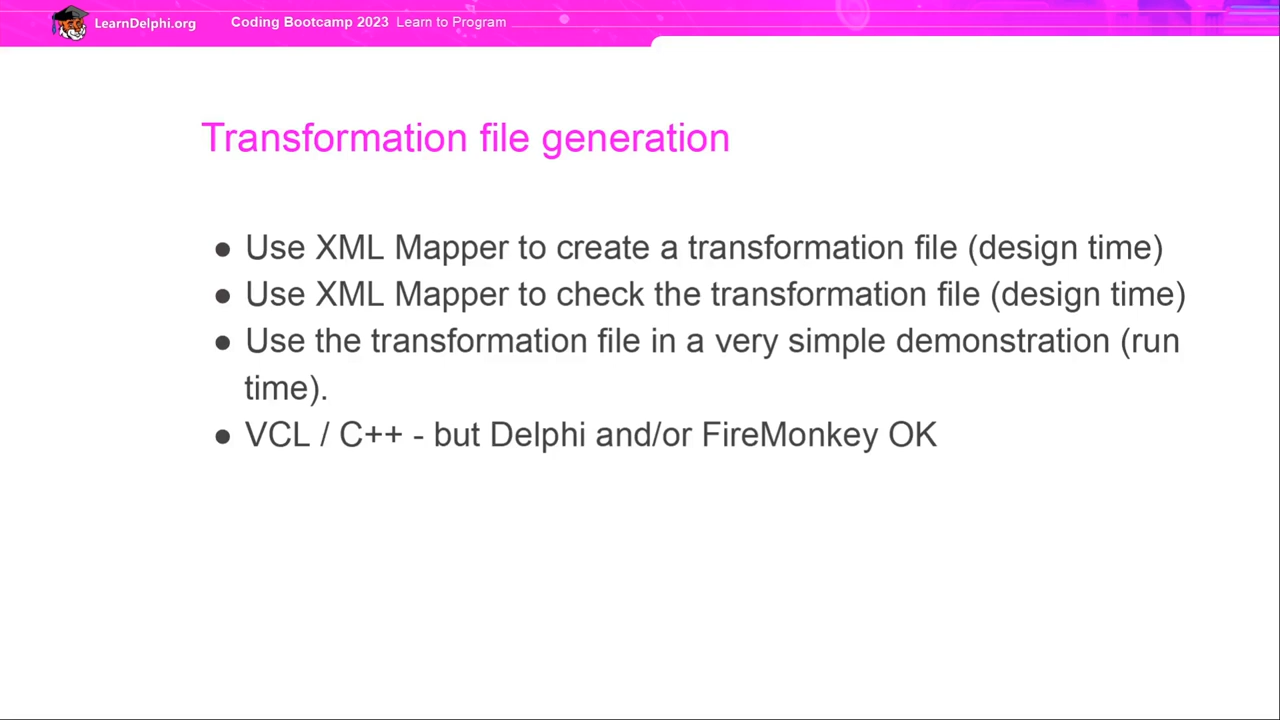 LearnDelphi.org
Coding Bootcamp 2023 Learn to Program
Transformation file generation
● Use XML Mapper to create a transformation file (design time)
● Use XML Mapper to check the transformation file (design time)
● Use the transformation file in a very simple demonstration (run
time).
● VCL / C++ - but Delphi and/or FireMonkey OK